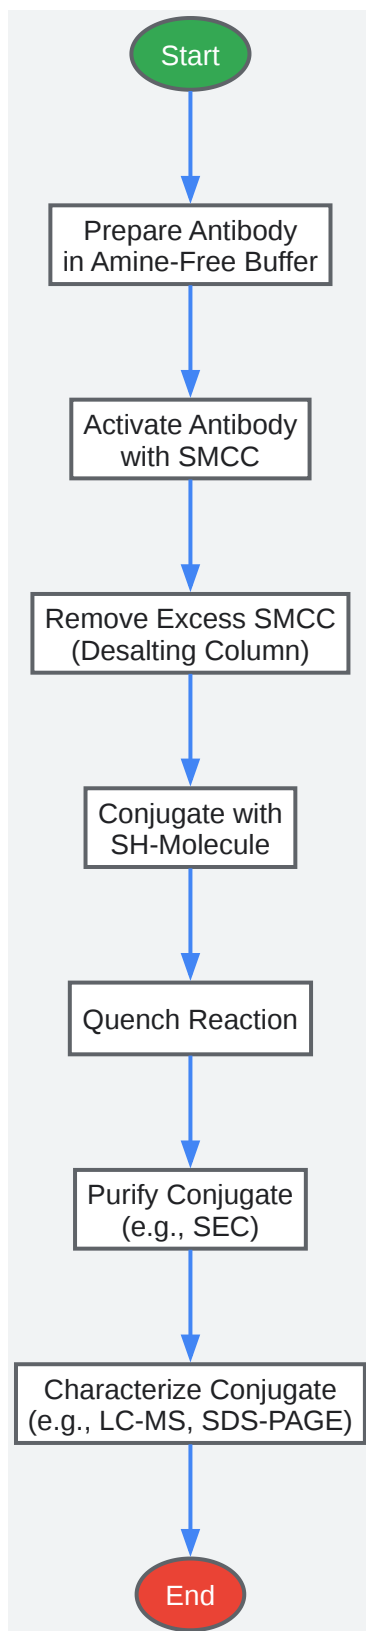 Start
Prepare Antibody
in Amine-Free Buffer
Activate Antibody
with SMCC
Remove Excess SMCC
(Desalting Column)
Conjugate with
SH-Molecule
Quench Reaction
Purify Conjugate
(e.g., SEC)
Characterize Conjugate
(e.g., LC-MS, SDS-PAGE)
End